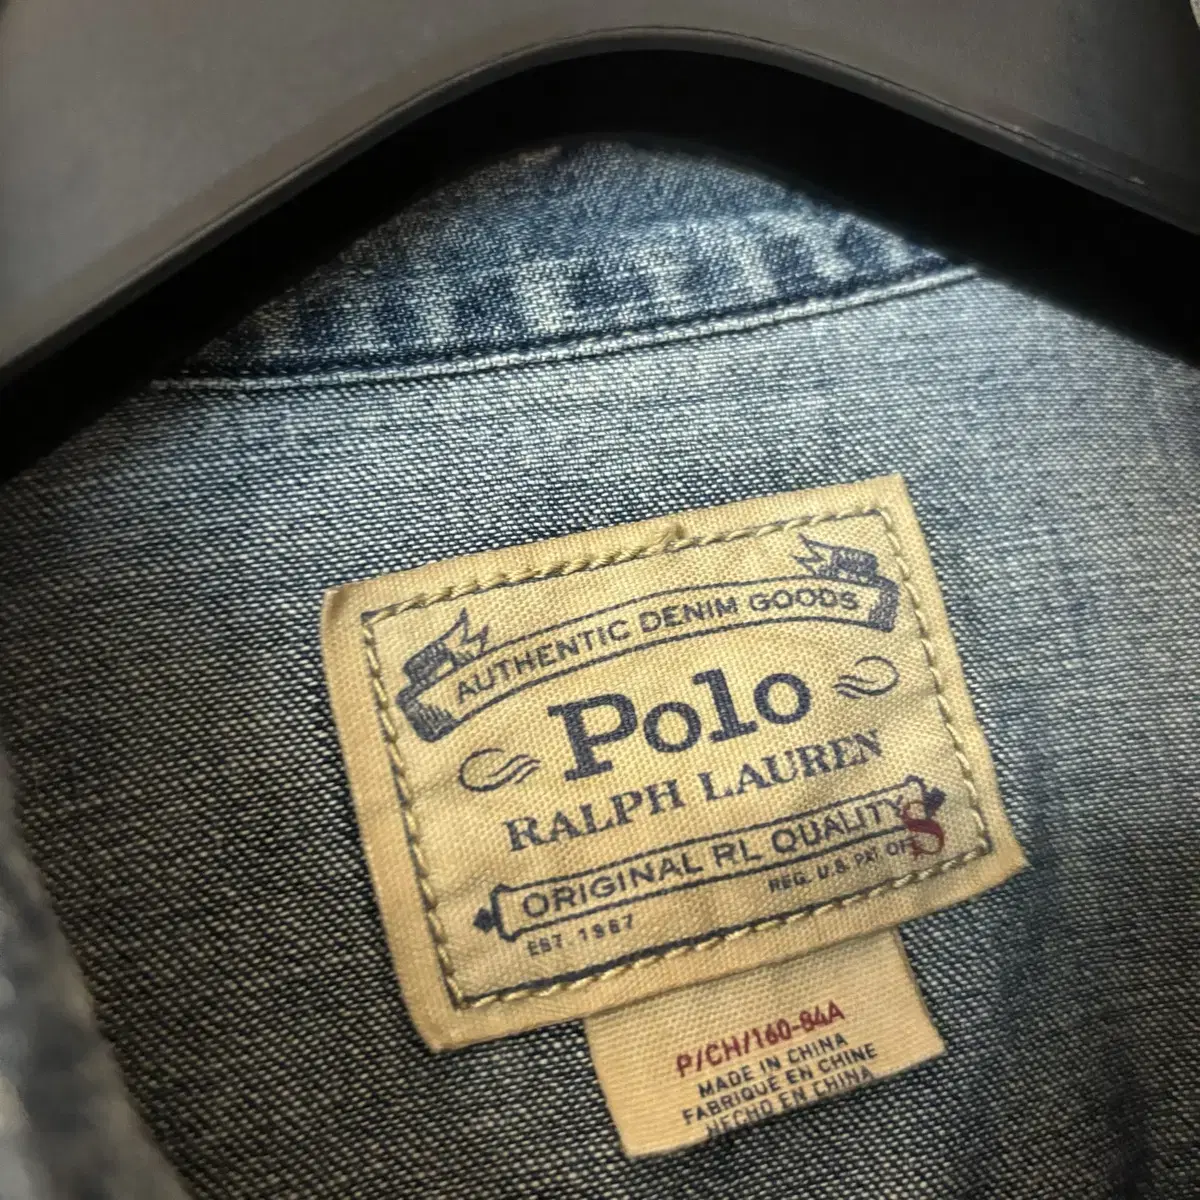 AUTHENTIC DENIM GOODS
Polo
RALPH LAUREN
ORIGINAL RL QUALITY
S
REG. U.S. PAT. OFF
EST 1967
P/CH/160-84A
MADE IN CHINA
FABRIQUE EN CHINE
HECHO EN CHINA